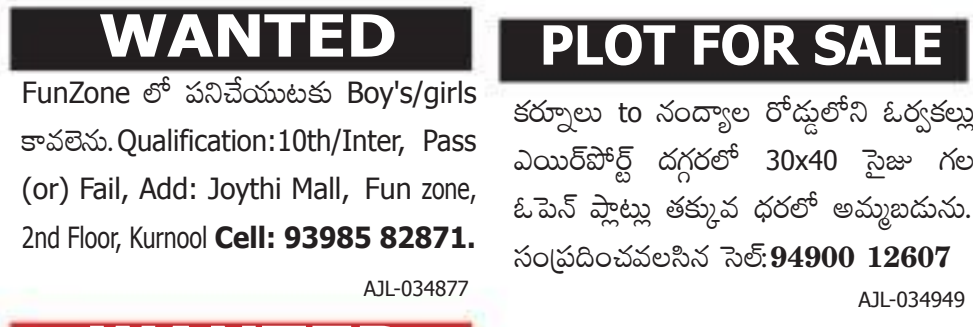 WANTED
FunZone లో పనిచేయుటకు Boy's/girls
కావలెను. Qualification:10th/Inter, Pass
(or) Fail, Add: Joythi Mall, Fun zone,
2nd Floor, Kurnool Cell: 93985 82871.
AJL-034877
PLOT FOR SALE
కర్నూలు to నంద్యాల రోడ్డులోని ఓర్వకల్లు
ఎయిర్‌పోర్ట్ దగ్గరలో 30x40 సైజు గల
ఓపెన్ ప్లాట్లు తక్కువ ధరలో అమ్మబడును.
సంప్రదించవలసిన సెల్:94900 12607
AJL-034949